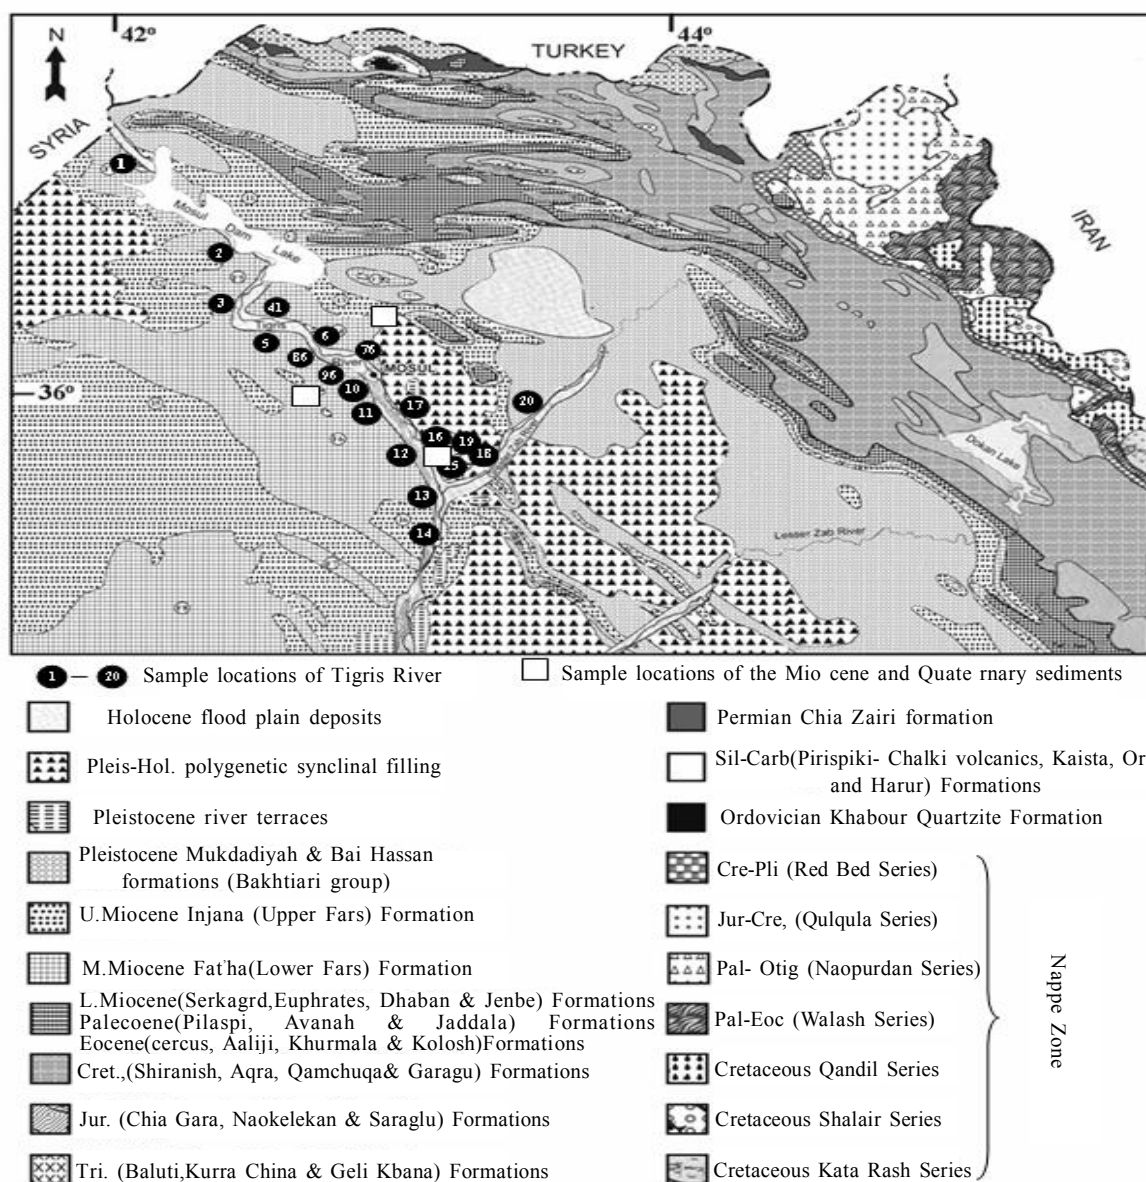 42°
44°
N
TURKEY
SYRIA
IRAN
1
Mosul
Dam
Lake
2
3
41
Tigris
5
6
86
76
River
MOSUL
96
36°
10
11
17
20
16
19
12
18
15
Dokan Lake
13
14
Lesser Zab River
1 — 20 Sample locations of Tigris River
Sample locations of the Mio cene and Quate rnary sediments
Holocene flood plain deposits
Pleis-Hol. polygenetic synclinal filling
Pleistocene river terraces
Pleistocene Mukdadiyah & Bai Hassan
formations (Bakhtiari group)
U.Miocene Injana (Upper Fars) Formation
M.Miocene Fat'ha(Lower Fars) Formation
L.Miocene(Serkagrd,Euphrates, Dhaban & Jenbe) Formations
Palecoene(Pilaspi, Avanah & Jaddala) Formations
Eocene(cercus, Aaliji, Khurmala & Kolosh)Formations
Cret.,(Shiranish, Aqra, Qamchuqa& Garagu) Formations
Jur. (Chia Gara, Naokelekan & Saraglu) Formations
Tri. (Baluti,Kurra China & Geli Kbana) Formations
Permian Chia Zairi formation
Sil-Carb(Pirispiki- Chalki volcanics, Kaista, Or
and Harur) Formations
Ordovician Khabour Quartzite Formation
Cre-Pli (Red Bed Series)
Jur-Cre, (Qulqula Series)
Pal- Otig (Naopurdan Series)
Pal-Eoc (Walash Series)
Cretaceous Qandil Series
Cretaceous Shalair Series
Cretaceous Kata Rash Series
Nappe Zone